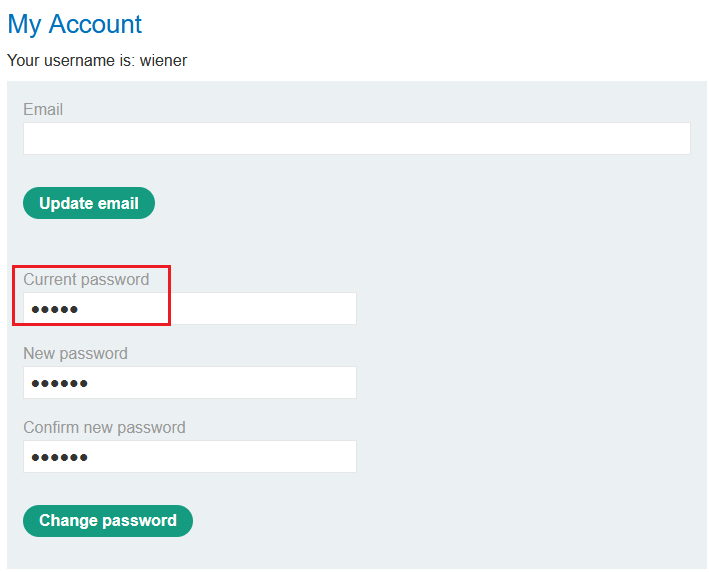 My Account
Your username is: wiener
Email
Update email
Current password
•••••
New password
••••••
Confirm new password
••••••
Change password